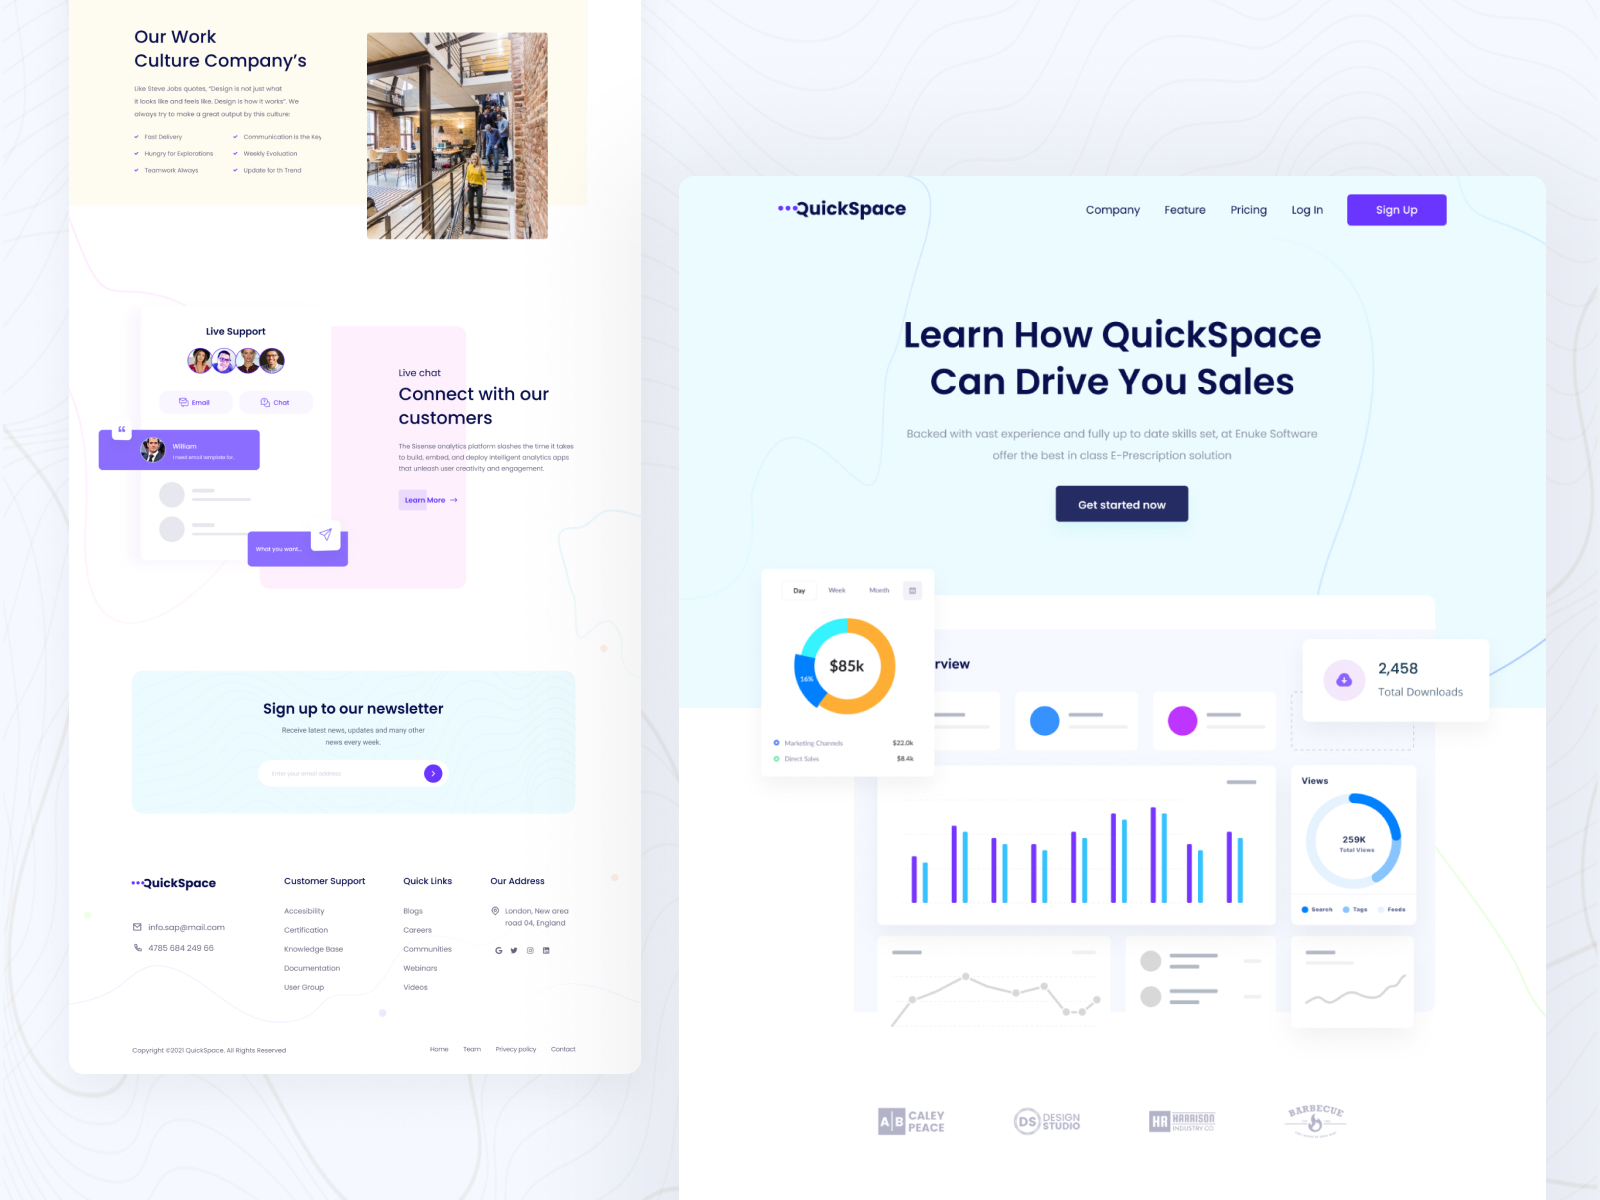 Our Work
Culture Company's
Like Steve Jobs quotes, "Design is not just what
it looks like and feels like. Design is how it works". We
always try to make a great output by this culture:
Fast Delivery
Communication is the Key
Hungry for Explorations
Weekly Evaluation
Teamwork Always
Update for th Trend
Live Support
Email
Chat
William
I need email template for..
What you want...
Live chat
Connect with our
customers
The Sisense analytics platform slashes the time it takes
to build, embed, and deploy intelligent analytics apps
that unleash user creativity and engagement.
Learn More
Sign up to our newsletter
Receive latest news, updates and many other
news every week.
Enter your email address
QuickSpace
info.sap@mail.com
4785 684 249 66
Customer Support
Accesibility
Certification
Knowledge Base
Documentation
User Group
Quick Links
Blogs
Careers
Communities
Webinars
Videos
Our Address
London, New area
road 04, England
Copyright ©2021 QuickSpace. All Rights Reserved
Home
Team
Privecy policy
Contact
QuickSpace
Company
Feature
Pricing
Log In
Sign Up
Learn How QuickSpace
Can Drive You Sales
Backed with vast experience and fully up to date skills set, at Enuke Software
offer the best in class E-Prescription solution
Get started now
Day
Week
Month
$85k
16%
Marketing Channels
$22.0k
Direct Sales
$8.4k
rview
2,458
Total Downloads
Views
259K
Total Views
Search
Tags
Feeds
A|B CALEY
PEACE
DS DESIGN
STUDIO
HR HARRISON
INDUSTRY CO.
BARBECUE